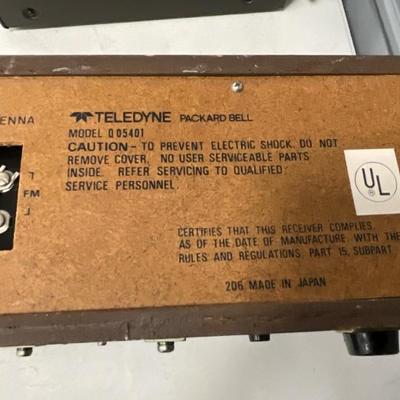 ENNA
FM
TELEDYNE PACKARD BELL
MODEL QO5401
CAUTION - TO PREVENT ELECTRIC SHOCK, DO NOT
REMOVE COVER, NO USER SERVICEABLE PARTS
INSIDE. REFER SERVICING TO QUALIFIED
SERVICE PERSONNEL.
UL
®
CERTIFIES THAT THIS RECEIVER COMPLIES,
AS OF THE DATE OF MANUFACTURE, WITH THE
RULES AND REGULATIONS, PART 15, SUBPART
206 MADE IN JAPAN